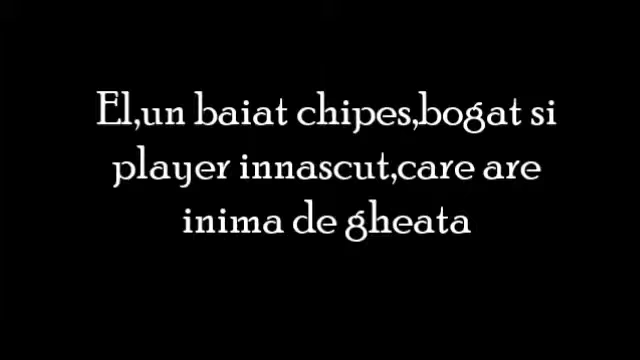 El,un baiat chipes,bogat si
player innascut,care are
inima de gheata